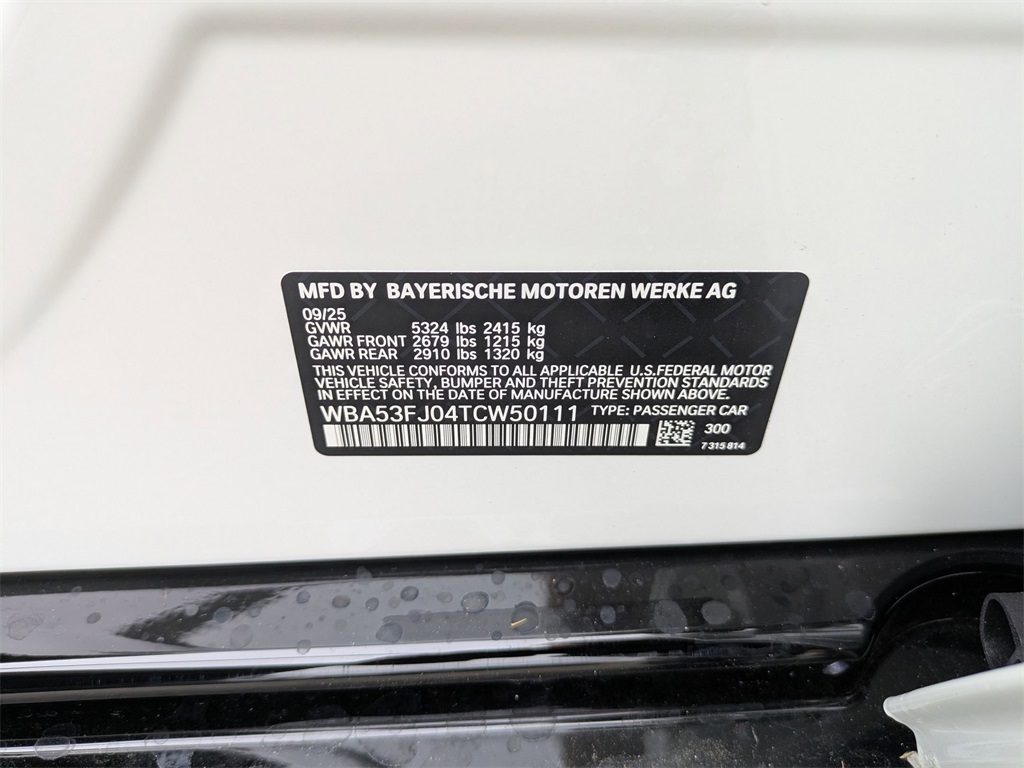 MFD BY BAYERISCHE MOTOREN WERKE AG
09/25
GVWR 5324 lbs 2415 kg
GAWR FRONT 2679 lbs 1215 kg
GAWR REAR 2910 lbs 1320 kg
THIS VEHICLE CONFORMS TO ALL APPLICABLE U.S.FEDERAL MOTOR
VEHICLE SAFETY, BUMPER AND THEFT PREVENTION STANDARDS
IN EFFECT ON THE DATE OF MANUFACTURE SHOWN ABOVE.
WBA53FJ04TCW50111 TYPE: PASSENGER CAR
300
7 315 814